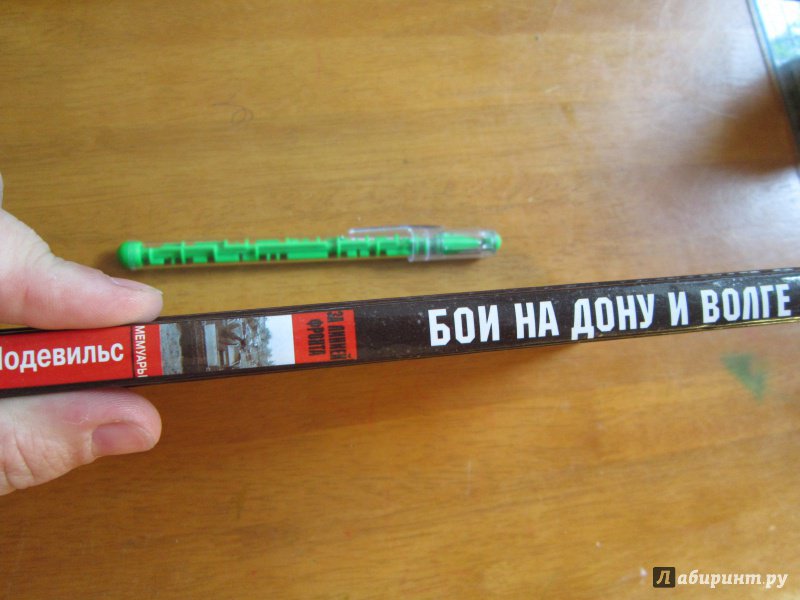 Подевильс
МЕМУАРЫ
ЗА ЛИНИЕЙ
ФРОНТА
БОИ НА ДОНУ И ВОЛГЕ
Лабиринт.ру